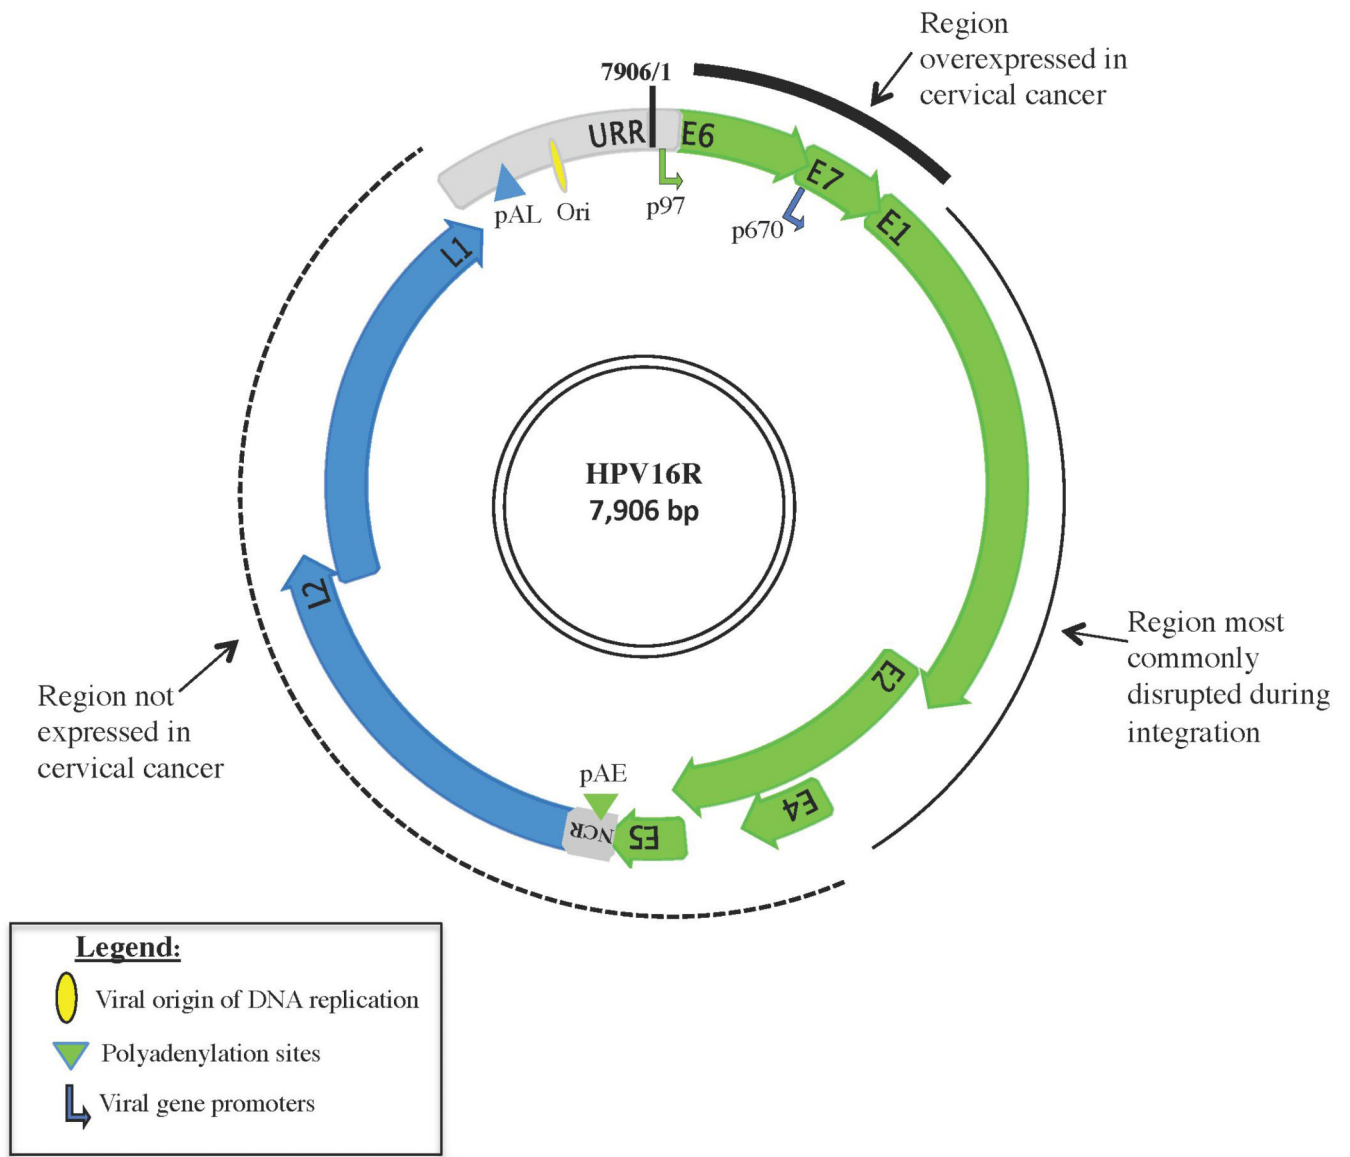 Region
overexpressed in
cervical cancer
7906/1
URR
E6
E7
E1
pAL
Ori
p97
p670
L1
HPV16R
7,906 bp
L2
E2
Region most
commonly
disrupted during
integration
Region not
expressed in
cervical cancer
pAE
E4
NCR
E5
Legend:
Viral origin of DNA replication
Polyadenylation sites
Viral gene promoters